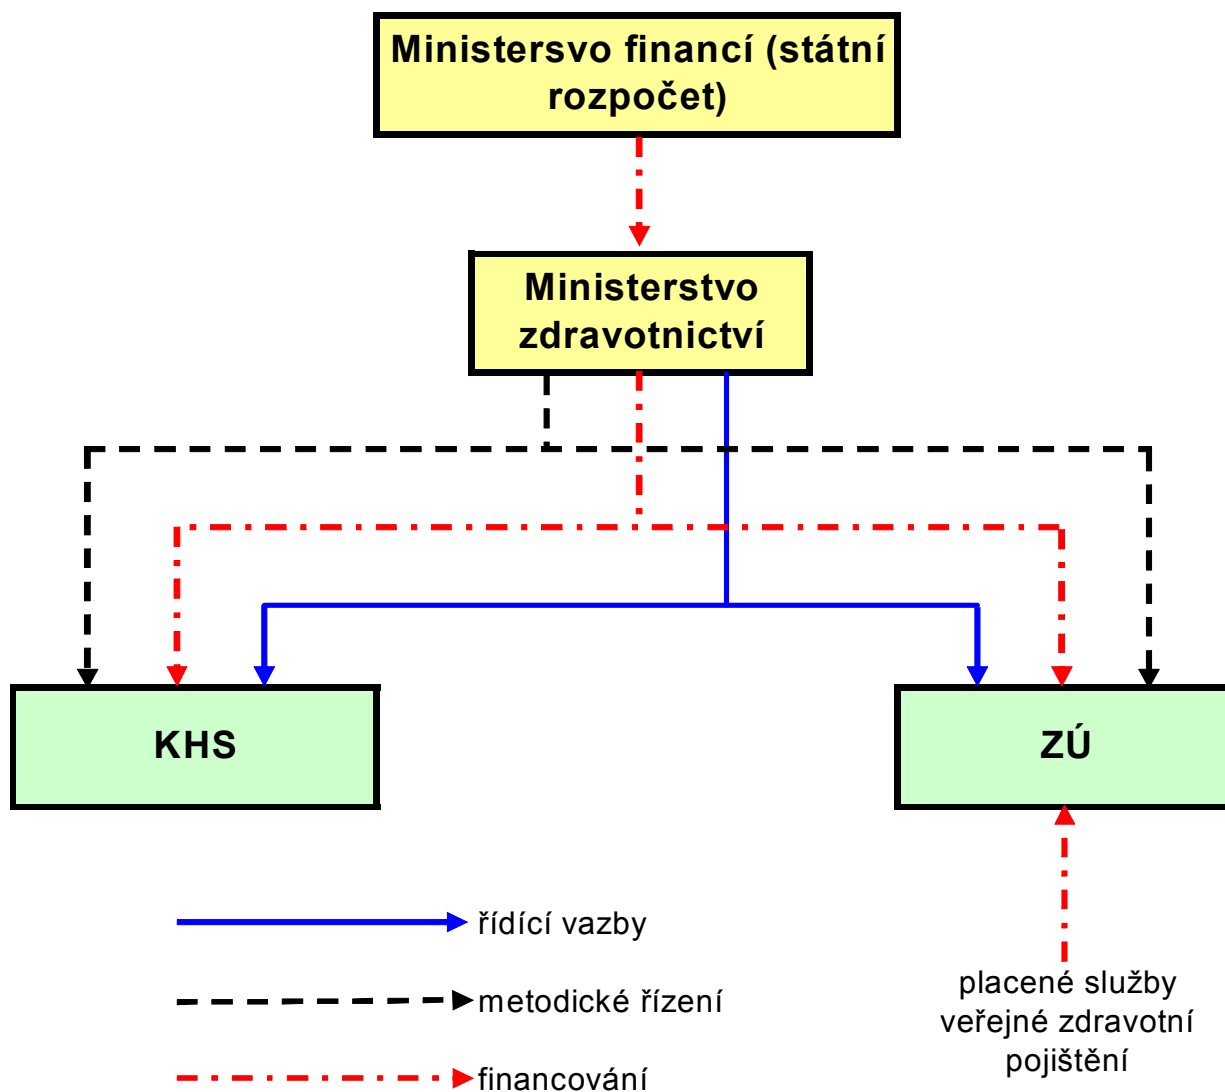 Ministersvo financí (státní
rozpočet)
Ministerstvo
zdravotnictví
KHS
ZÚ
řídící vazby
metodické řízení
financování
placené služby
veřejné zdravotní
pojištění